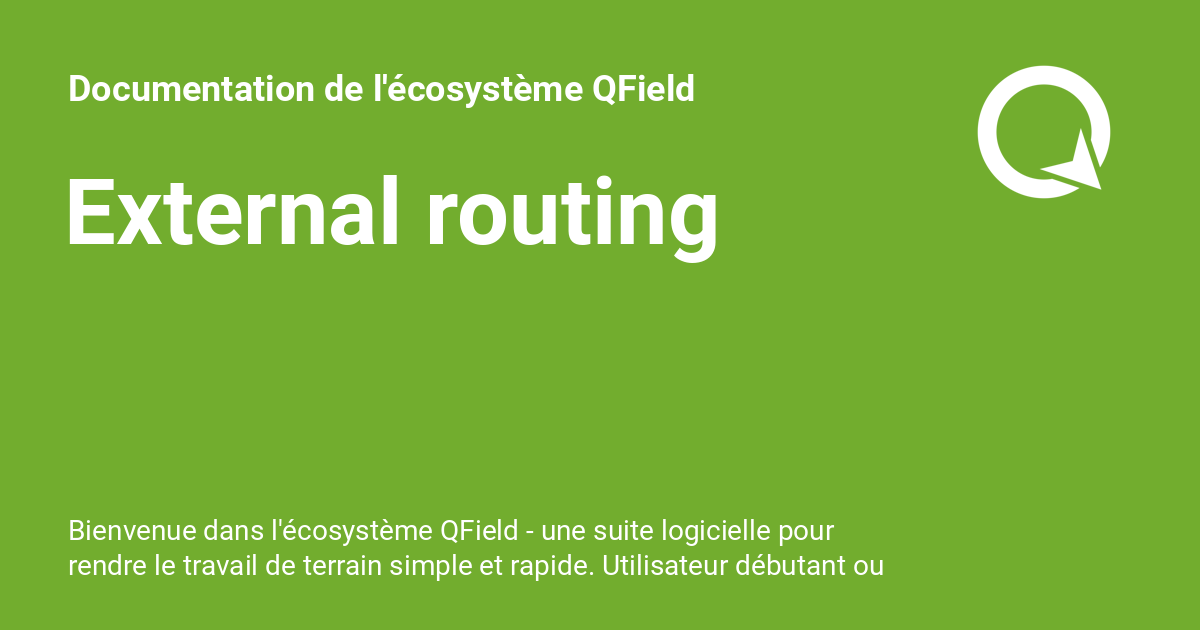 Documentation de l'écosystème QField
External routing
Bienvenue dans l'écosystème QField - une suite logicielle pour
rendre le travail de terrain simple et rapide. Utilisateur débutant ou